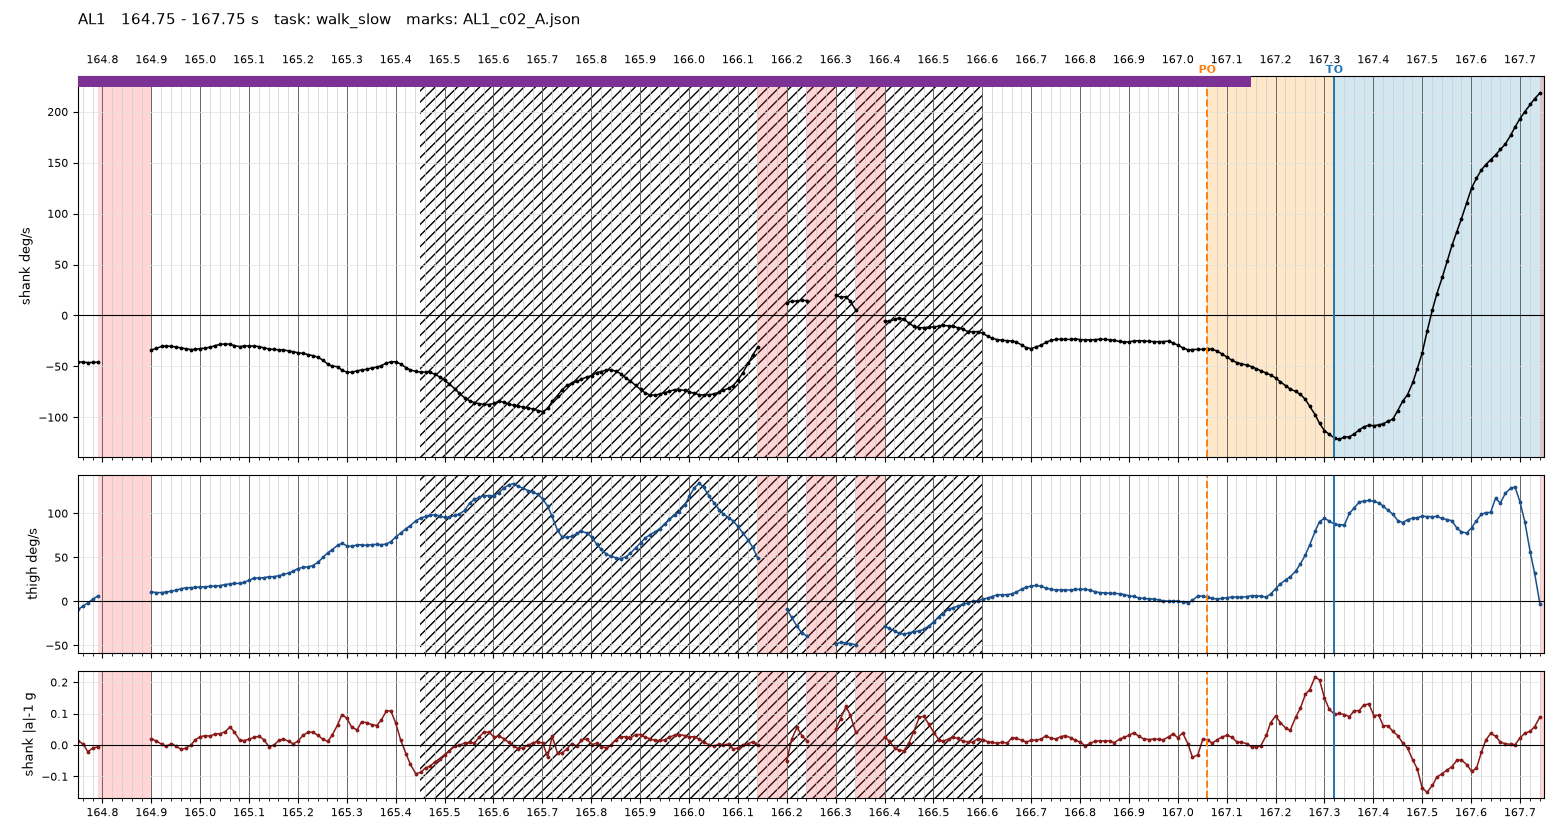 AL1 164.75 - 167.75 s task: walk_slow marks: AL1_c02_A.json
164.8 164.9 165.0 165.1 165.2 165.3 165.4 165.5 165.6 165.7 165.8 165.9 166.0 166.1 166.2 166.3 166.4 166.5 166.6 166.7 166.8 166.9 167.0 167.1 167.2 167.3 167.4 167.5 167.6 167.7
PO TO
shank deg/s
200
150
100
50
0
−50
−100
thigh deg/s
100
50
0
−50
shank |a|-1 g
0.2
0.1
0.0
−0.1
164.8 164.9 165.0 165.1 165.2 165.3 165.4 165.5 165.6 165.7 165.8 165.9 166.0 166.1 166.2 166.3 166.4 166.5 166.6 166.7 166.8 166.9 167.0 167.1 167.2 167.3 167.4 167.5 167.6 167.7